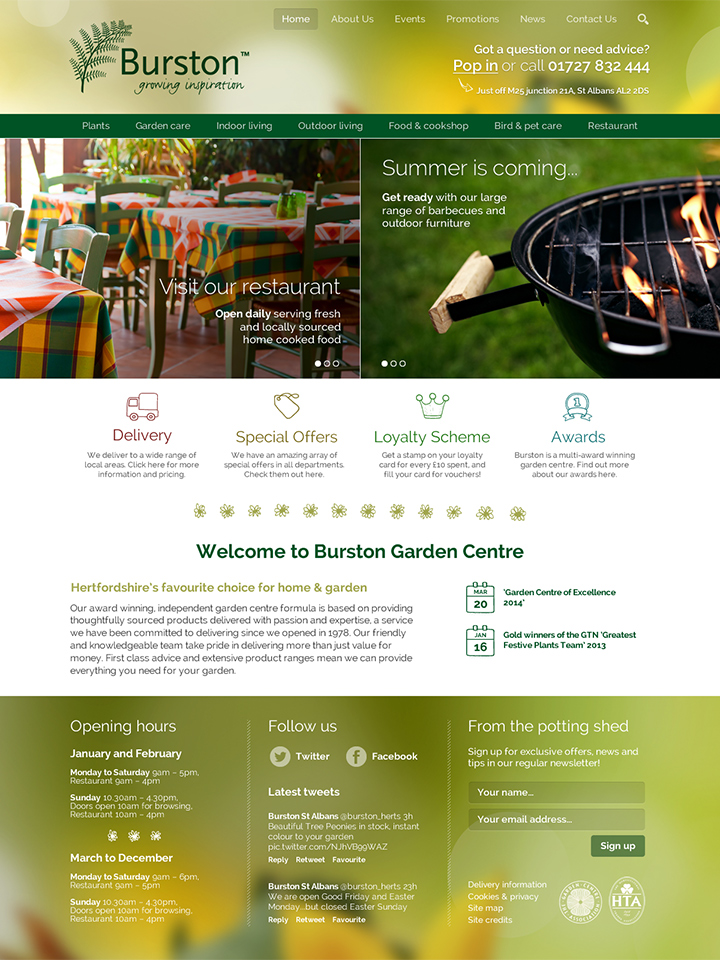 Home About Us Events Promotions News Contact Us
Burston™
growing inspiration
Got a question or need advice?
Pop in or call 01727 832 444
Just off M25 junction 21A, St Albans AL2 2DS
Plants Garden care Indoor living Outdoor living Food & cookshop Bird & pet care Restaurant
Visit our restaurant
Open daily serving fresh
and locally sourced
home cooked food
Summer is coming...
Get ready with our large
range of barbecues and
outdoor furniture
Delivery
We deliver to a wide range of
local areas. Click here for more
information and pricing.
Special Offers
We have an amazing array of
special offers in all departments.
Check them out here.
Loyalty Scheme
Get a stamp on your loyalty
card for every £10 spent, and
fill your card for vouchers!
1
Awards
Burston is a multi-award winning
garden centre. Find out more
about our awards here.
Welcome to Burston Garden Centre
Hertfordshire's favourite choice for home & garden
Our award winning, independent garden centre formula is based on providing
thoughtfully sourced products delivered with passion and expertise, a service
we have been committed to delivering since we opened in 1978. Our friendly
and knowledgeable team take pride in delivering more than just value for
money. First class advice and extensive product ranges mean we can provide
everything you need for your garden.
MAR
20
'Garden Centre of Excellence
2014'
JAN
16
Gold winners of the GTN 'Greatest
Festive Plants Team' 2013
Opening hours
January and February
Monday to Saturday 9am – 5pm,
Restaurant 9am – 4pm
Sunday 10.30am – 4.30pm,
Doors open 10am for browsing,
Restaurant 10am – 4pm
March to December
Monday to Saturday 9am – 6pm,
Restaurant 9am – 5pm
Sunday 10.30am – 4.30pm,
Doors open 10am for browsing,
Restaurant 10am – 4pm
Follow us
Twitter Facebook
Latest tweets
Burston St Albans @burston_herts 3h
Beautiful Tree Peonies in stock, instant
colour to your garden
pic.twitter.com/NJhVB99WAZ
Reply Retweet Favourite
Burston St Albans @burston_herts 23h
We are open Good Friday and Easter
Monday...but closed Easter Sunday
Reply Retweet Favourite
From the potting shed
Sign up for exclusive offers, news and
tips in our regular newsletter!
Your name...
Your email address...
Sign up
Delivery information
Cookies & privacy
Site map
Site credits
GARDEN CENTRE
ASSOCIATION
HTA